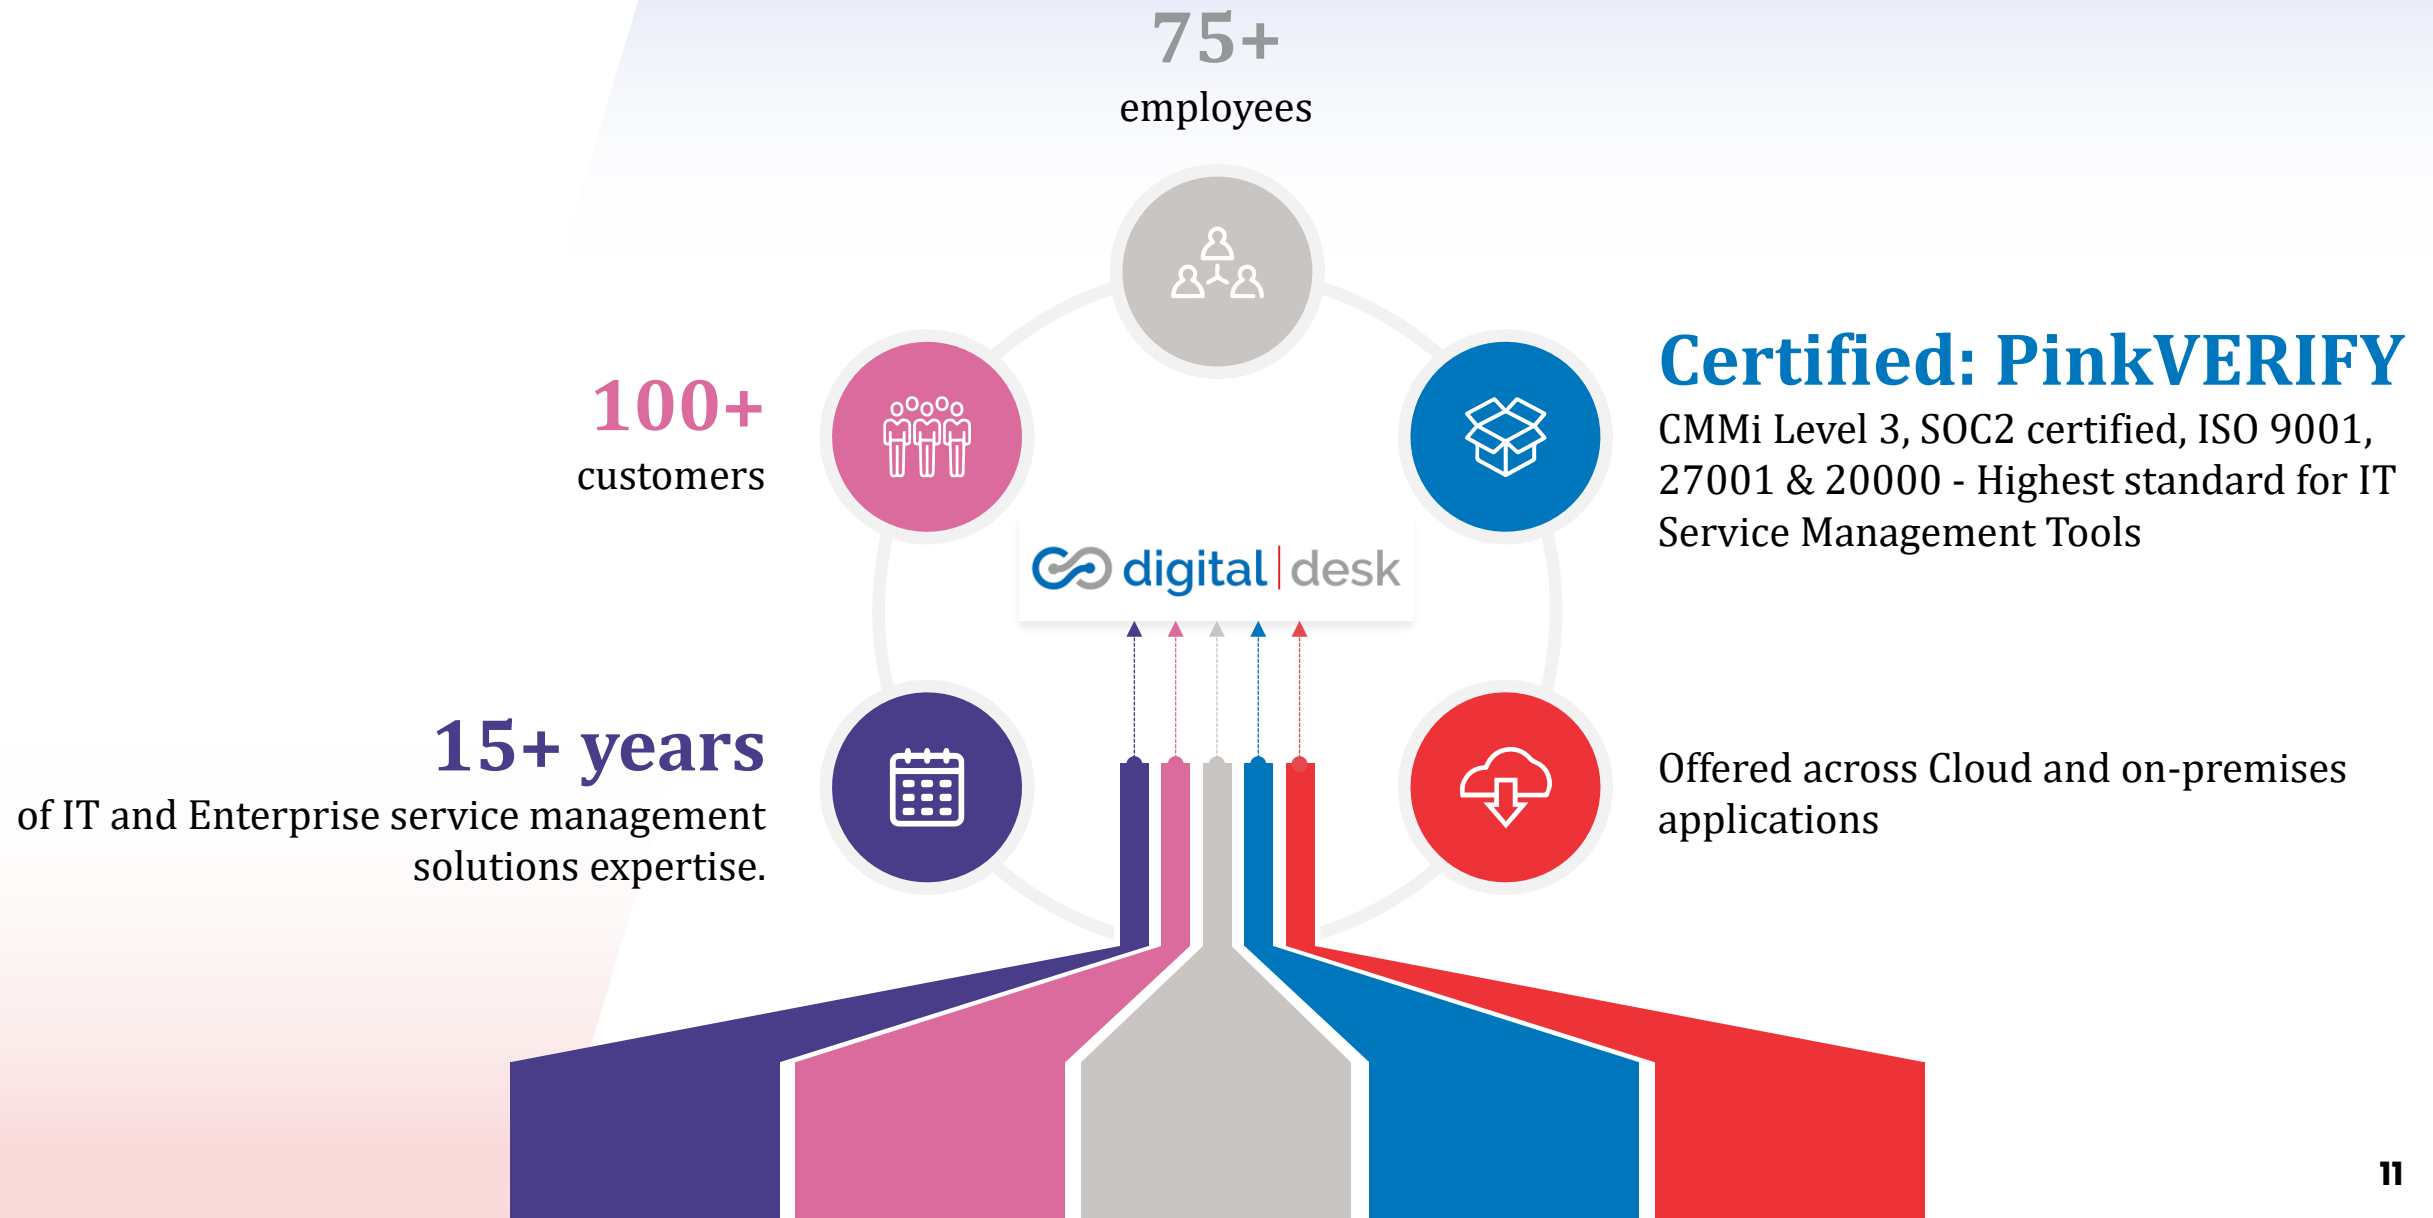 75+
employees
100+
customers
Certified: PinkVERIFY
CMMi Level 3, SOC2 certified, ISO 9001,
27001 & 20000 - Highest standard for IT
Service Management Tools
digital|desk
15+ years
of IT and Enterprise service management
solutions expertise.
Offered across Cloud and on-premises
applications
11